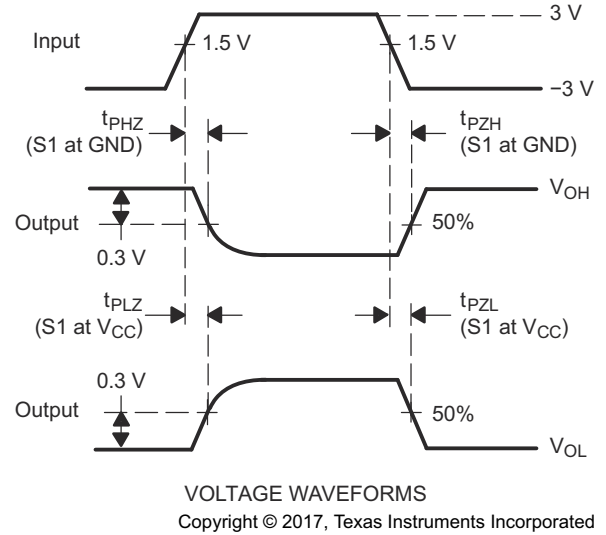 3 V
Input
1.5 V
1.5 V
−3 V
tPHZ
(S1 at GND)
tPZH
(S1 at GND)
VOH
Output
50%
0.3 V
tPLZ
(S1 at VCC)
tPZL
(S1 at VCC)
0.3 V
Output
50%
VOL
VOLTAGE WAVEFORMS
Copyright © 2017, Texas Instruments Incorporated